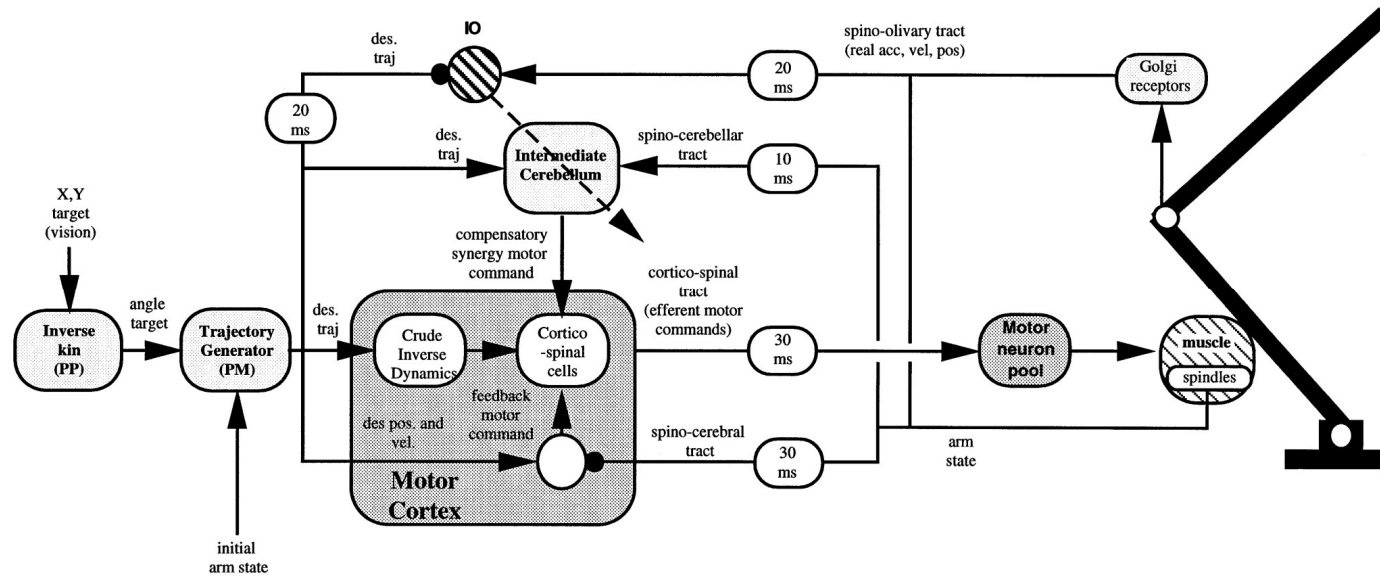 IO
des.
traj
20
ms
spino-olivary tract
(real acc, vel, pos)
Golgi
receptors
20
ms
des.
traj
Intermediate
Cerebellum
spino-cerebellar
tract
10
ms
X,Y
target
(vision)
compensatory
synergy motor
command
cortico-spinal
tract
(efferent motor
commands)
angle
target
des.
traj
Inverse
kin
(PP)
Trajectory
Generator
(PM)
Crude
Inverse
Dynamics
Cortico
-spinal
cells
30
ms
Motor
neuron
pool
muscle
spindles
feedback
motor
command
des pos. and
vel.
spino-cerebral
tract
30
ms
arm
state
Motor
Cortex
initial
arm state